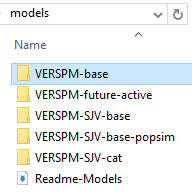 models
Name
VERSPM-base
VERSPM-future-active
VERSPM-SJV-base
VERSPM-SJV-base-popsim
VERSPM-SJV-cat
Readme-Models